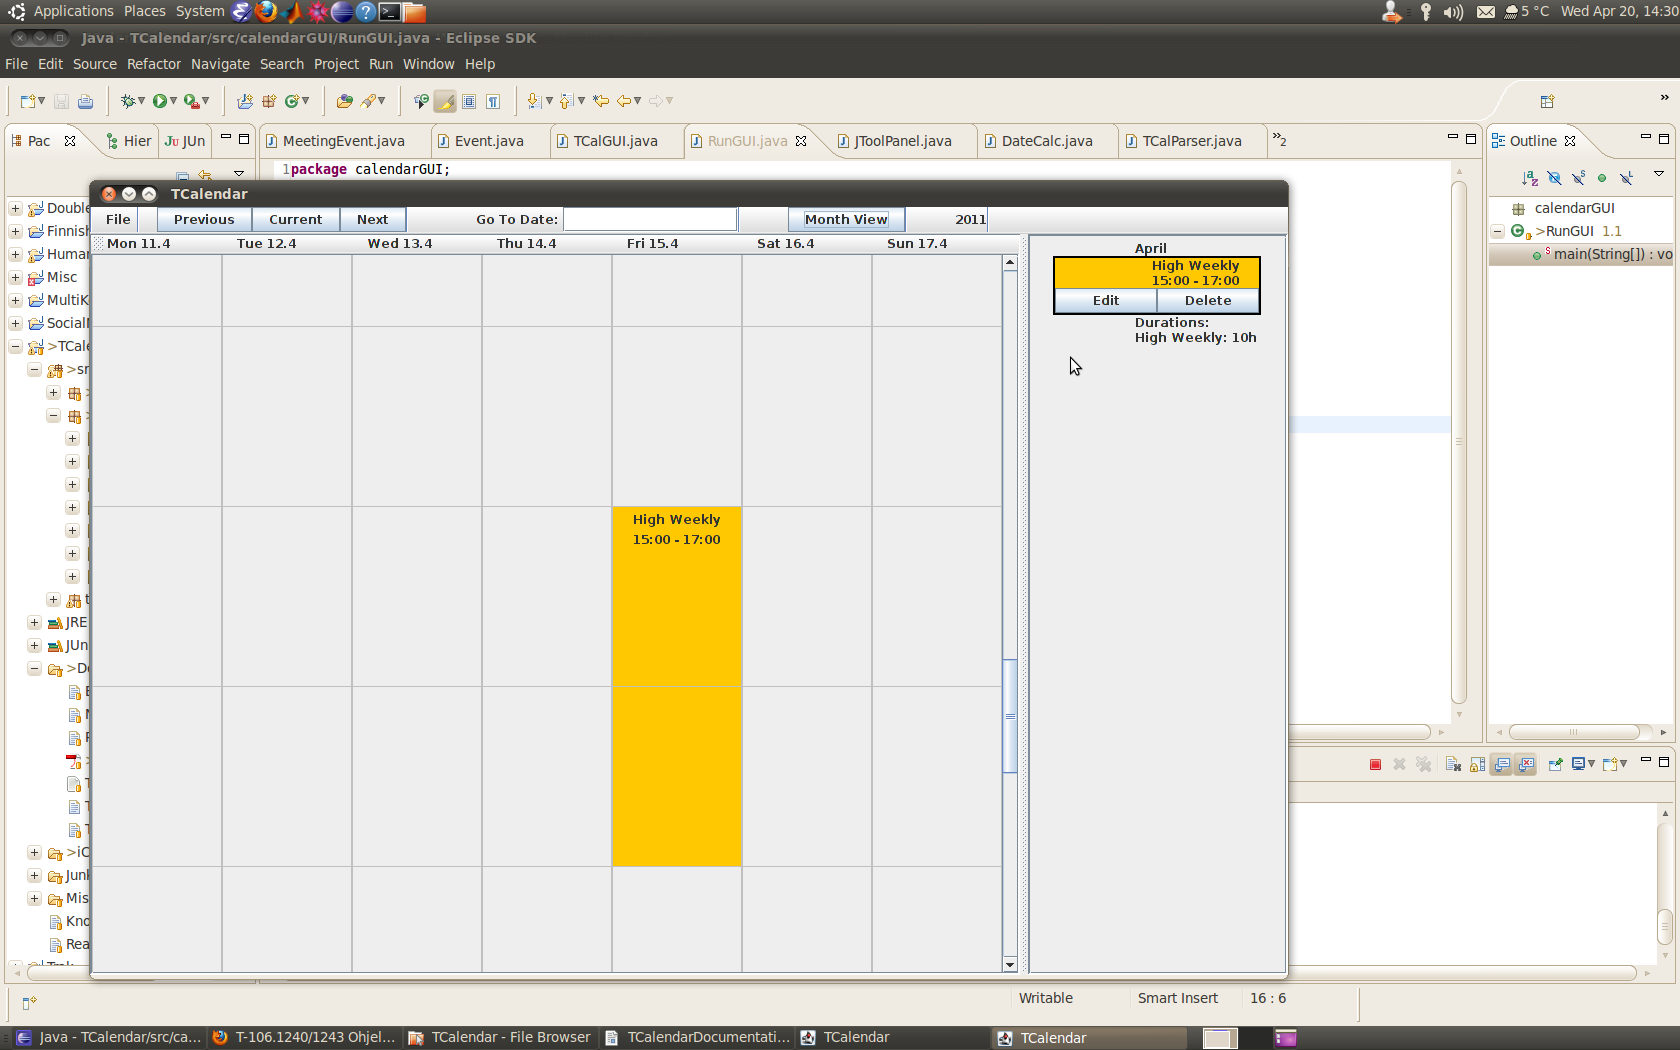 Applications Places System 5 °C Wed Apr 20, 14:30
Java - TCalendar/src/calendarGUI/RunGUI.java - Eclipse SDK
File Edit Source Refactor Navigate Search Project Run Window Help
Pac Hier JUn MeetingEvent.java Event.java TCalGUI.java RunGUI.java JToolPanel.java DateCalc.java TCalParser.java »2 Outline
1package calendarGUI;
TCalendar
File Previous Current Next Go To Date: Month View 2011
Mon 11.4 Tue 12.4 Wed 13.4 Thu 14.4 Fri 15.4 Sat 16.4 Sun 17.4
April
High Weekly
15:00 - 17:00
Edit Delete
Durations:
High Weekly: 10h
High Weekly
15:00 - 17:00
Double
Finnis
Human
Misc
MultiK
Social
>TCale
>sr
JRE
JUn
>Do
>iC
Junk
Mis
Kno
Rea
calendarGUI
>RunGUI 1.1
main(String[]) : vo
Writable Smart Insert 16 : 6
Java - TCalendar/src/ca... T-106.1240/1243 Ohjel... TCalendar - File Browser TCalendarDocumentati... TCalendar TCalendar